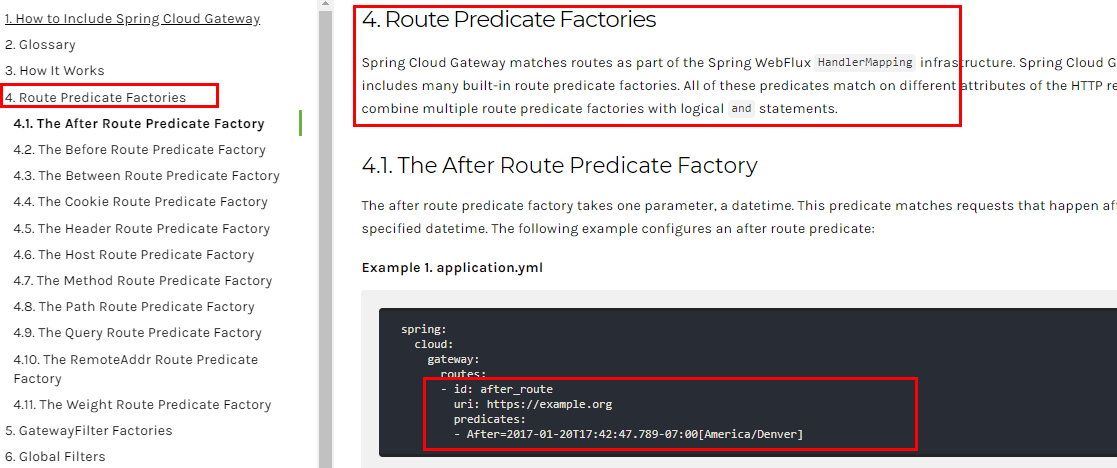 1. How to Include Spring Cloud Gateway
2. Glossary
3. How It Works
4. Route Predicate Factories
4.1. The After Route Predicate Factory
4.2. The Before Route Predicate Factory
4.3. The Between Route Predicate Factory
4.4. The Cookie Route Predicate Factory
4.5. The Header Route Predicate Factory
4.6. The Host Route Predicate Factory
4.7. The Method Route Predicate Factory
4.8. The Path Route Predicate Factory
4.9. The Query Route Predicate Factory
4.10. The RemoteAddr Route Predicate
Factory
4.11. The Weight Route Predicate Factory
5. GatewayFilter Factories
6. Global Filters
4. Route Predicate Factories
Spring Cloud Gateway matches routes as part of the Spring WebFlux HandlerMapping infrastructure. Spring Cloud G
includes many built-in route predicate factories. All of these predicates match on different attributes of the HTTP re
combine multiple route predicate factories with logical and statements.
4.1. The After Route Predicate Factory
The after route predicate factory takes one parameter, a datetime. This predicate matches requests that happen aft
specified datetime. The following example configures an after route predicate:
Example 1. application.yml
spring:
cloud:
gateway:
routes:
- id: after_route
uri: https://example.org
predicates:
- After=2017-01-20T17:42:47.789-07:00[America/Denver]